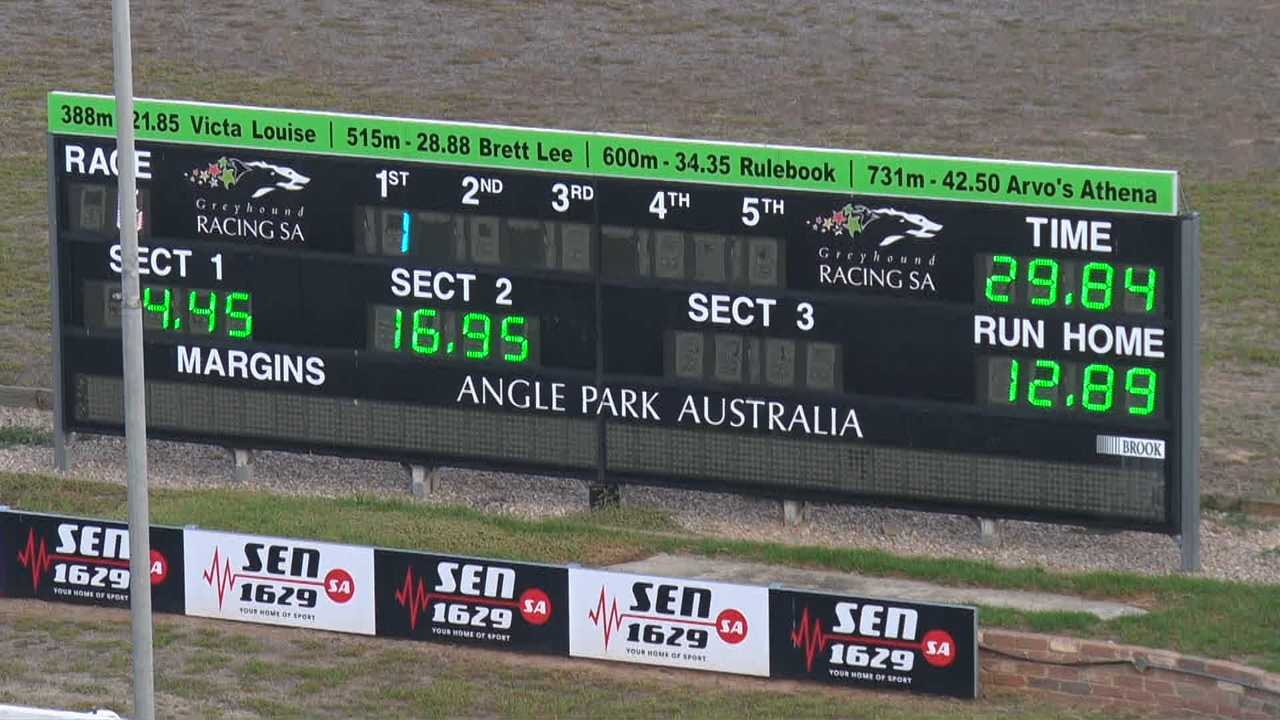 388m 21.85 Victa Louise | 515m - 28.88 Brett Lee | 600m - 34.35 Rulebook | 731m - 42.50 Arvo's Athena
RACE
Greyhound
RACING SA
1ST 2ND 3RD 4TH 5TH
1
Greyhound
RACING SA
TIME
29.84
SECT 1
4.45
SECT 2
16.95
SECT 3
RUN HOME
12.89
MARGINS
ANGLE PARK AUSTRALIA
BROOK
SEN
1629 SA
YOUR HOME OF SPORT
SEN
1629 SA
YOUR HOME OF SPORT
SEN
1629 SA
YOUR HOME OF SPORT
SEN
1629 SA
YOUR HOME OF SPORT
SEN
1629 SA
YOUR HOME OF SPORT